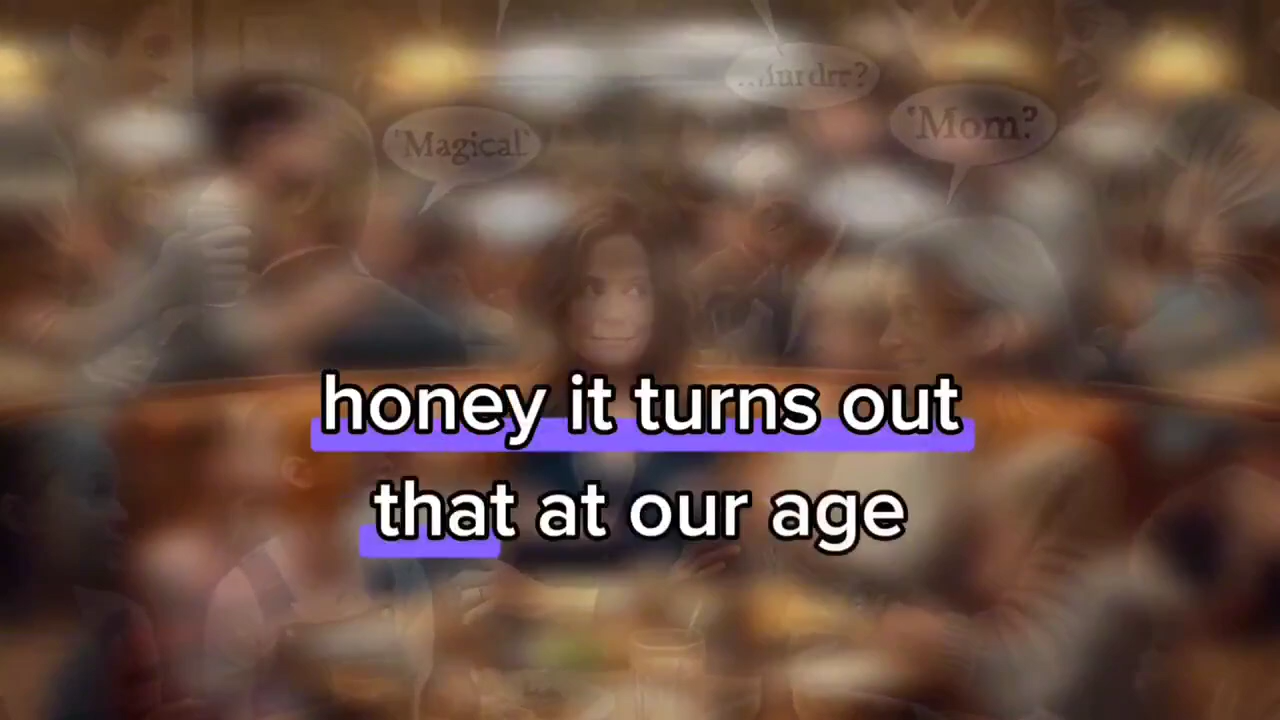 'Magical'
'Mom?
honey it turns out
that at our age